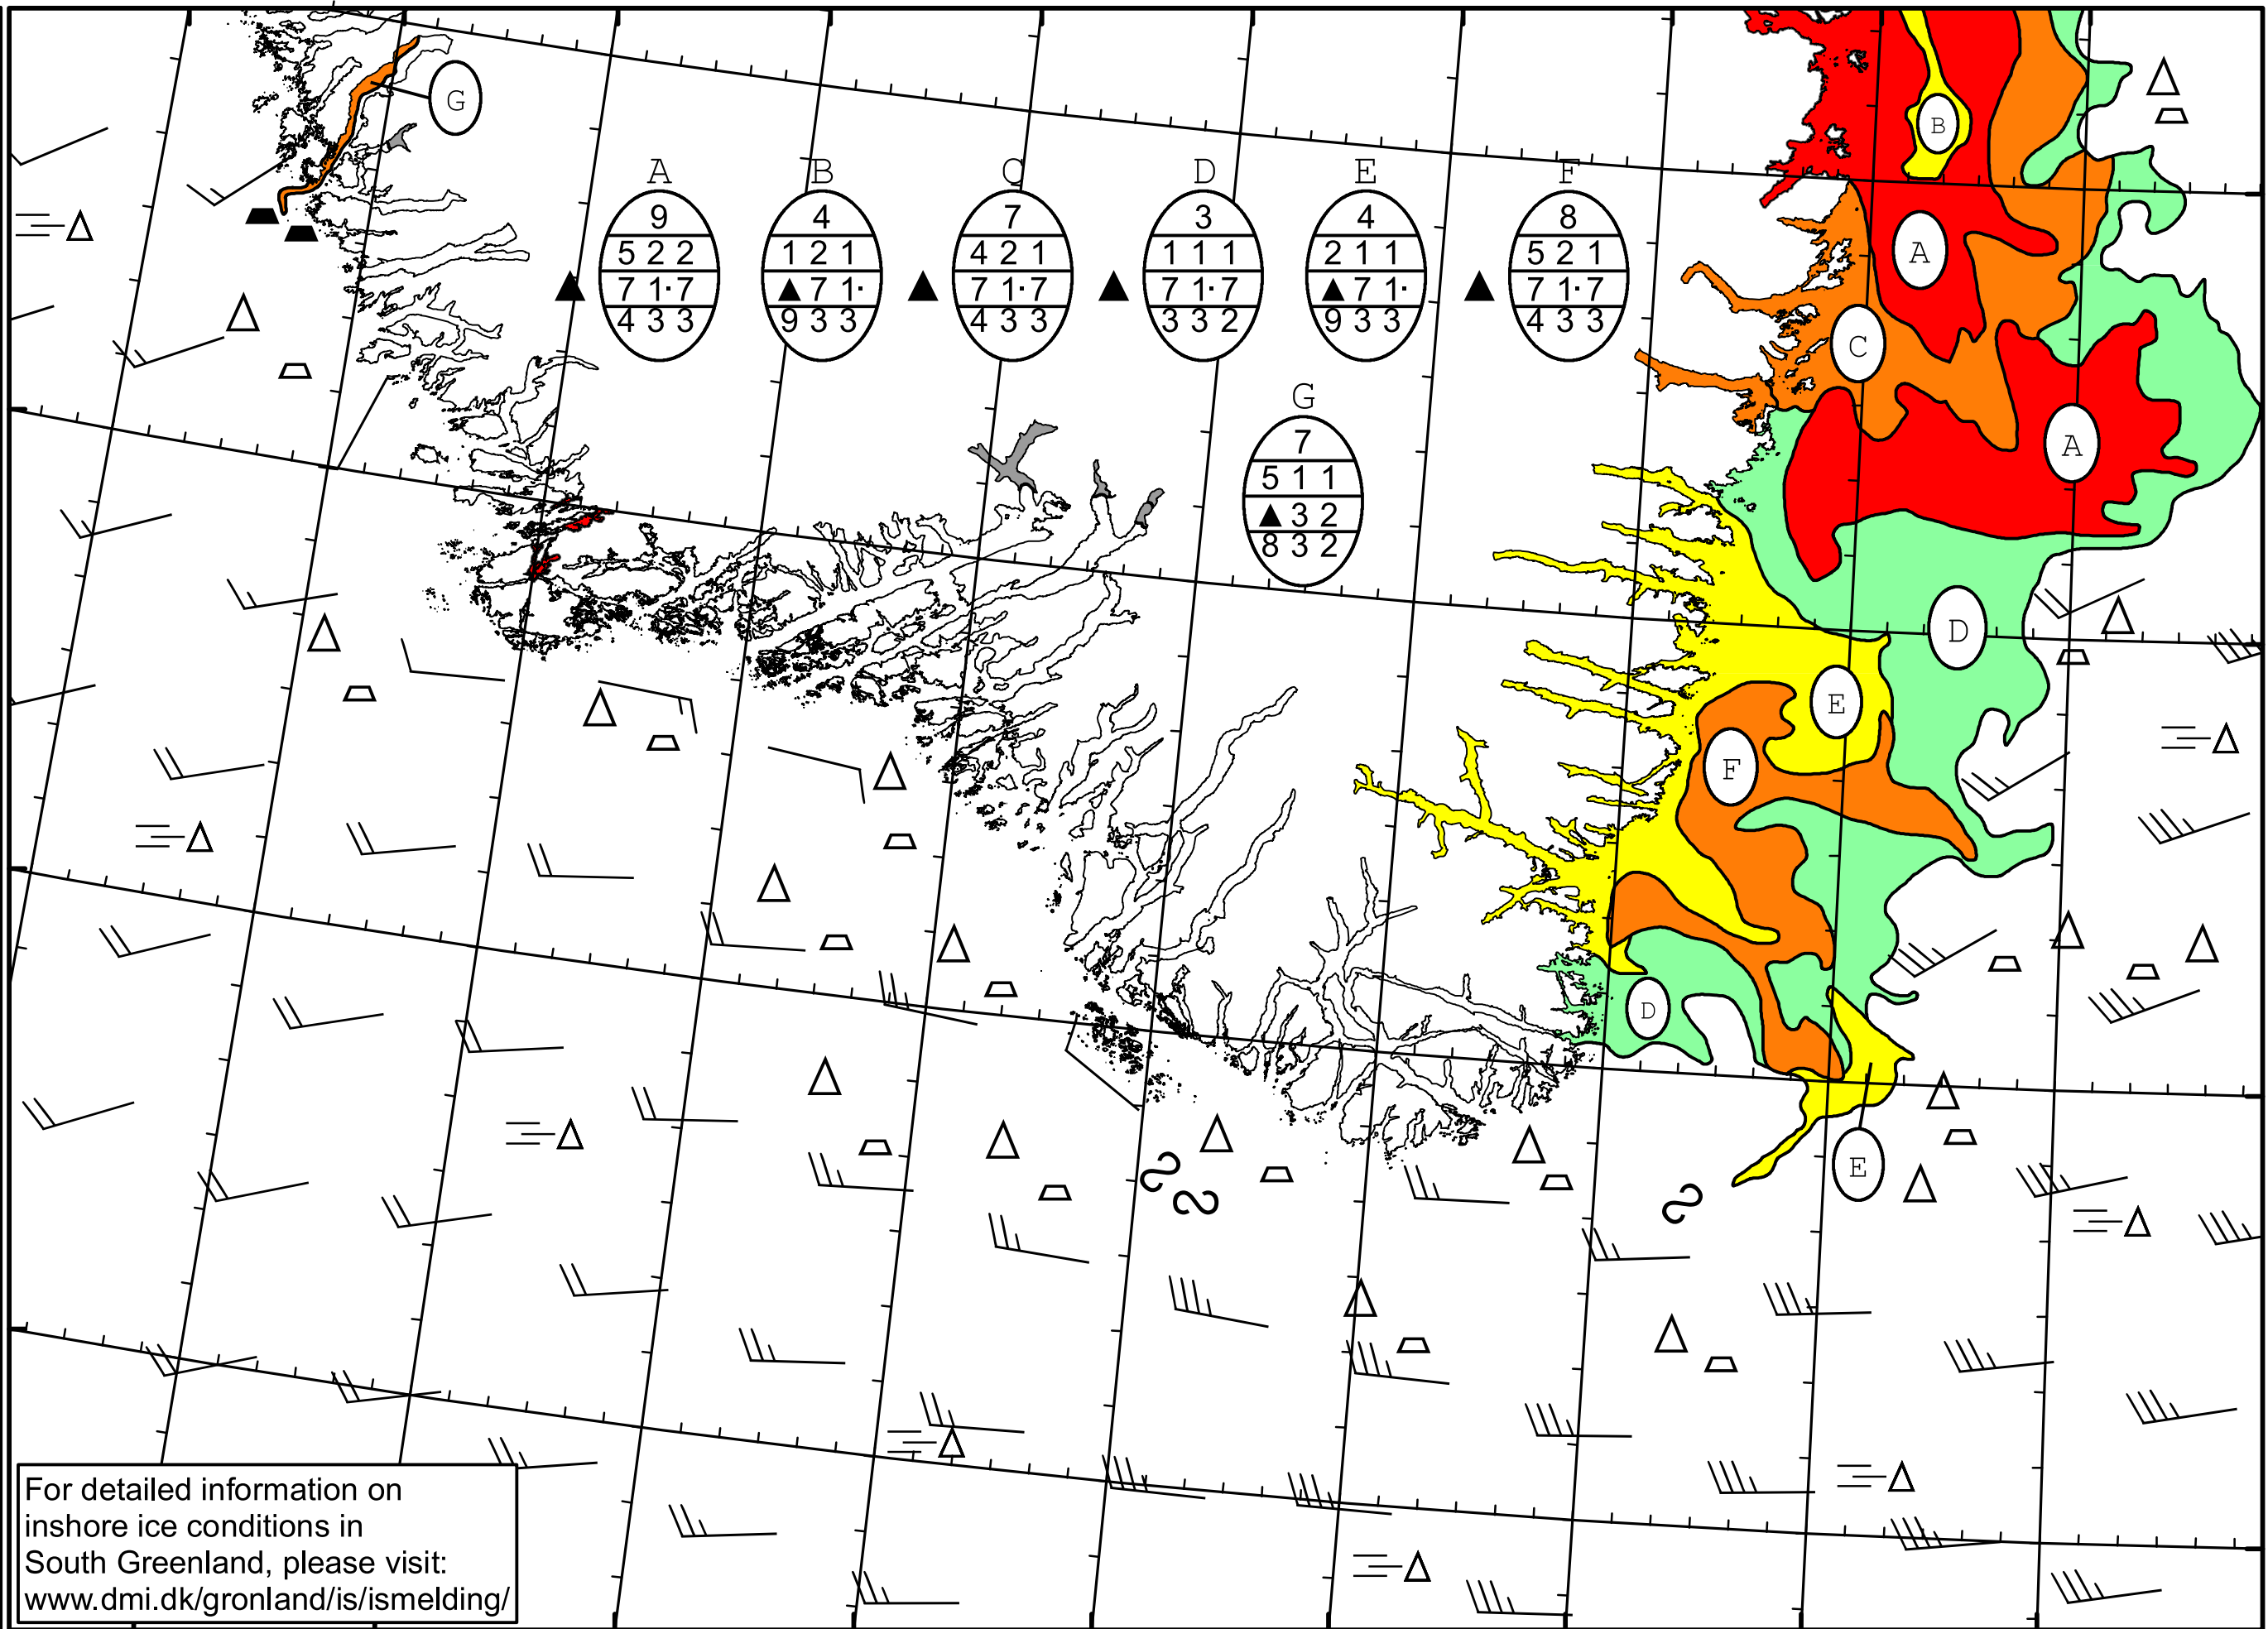 G
B
A B C D E F
9 4 7 3 4 8
5 2 2 1 2 1 4 2 1 1 1 1 2 1 1 5 2 1
7 1· 7 ▲ 7 1· 7 1· 7 7 1· 7 ▲ 7 1· 7 1· 7
4 3 3 9 3 3 4 3 3 3 3 2 9 3 3 4 3 3
A
C
G
7
5 1 1
▲ 3 2
8 3 2
A
D
E
F
D
E
For detailed information on
inshore ice conditions in
South Greenland, please visit:
www.dmi.dk/gronland/is/ismelding/